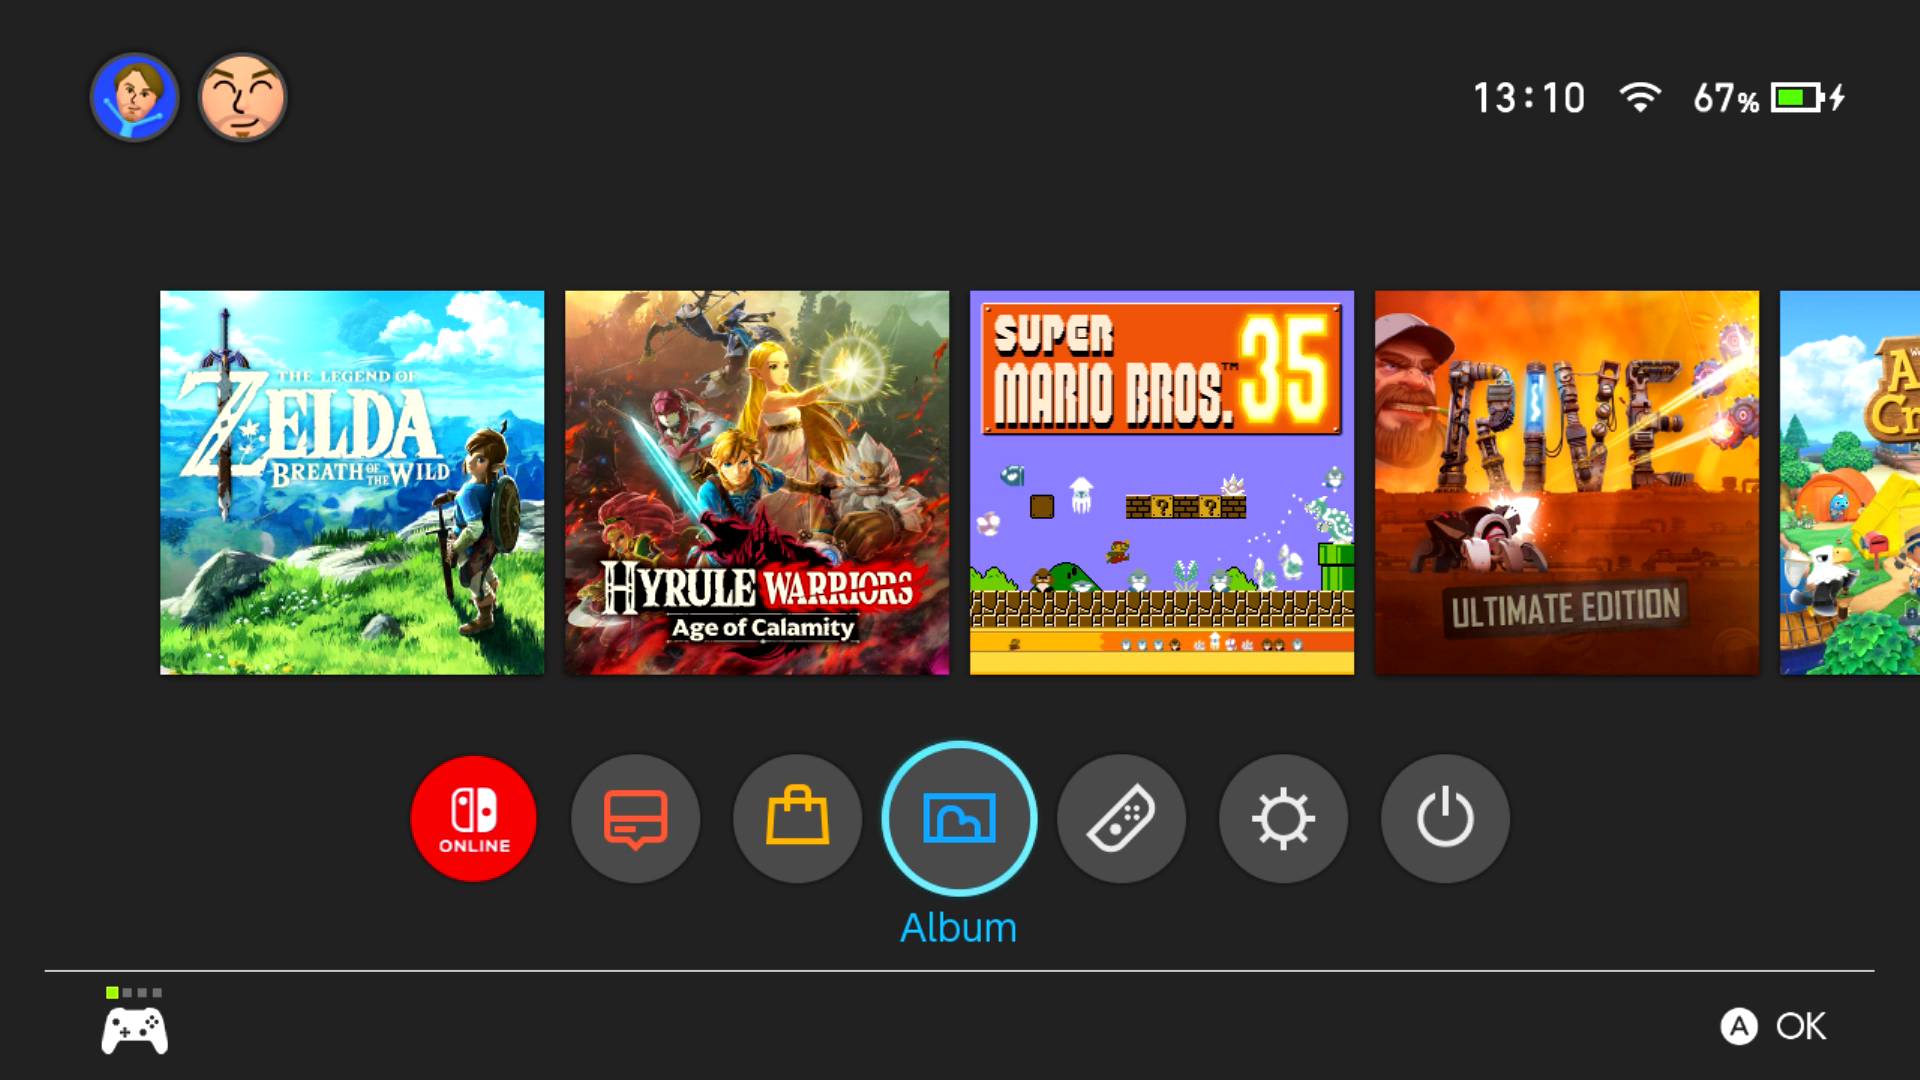 13:10
67%
THE LEGEND OF
ZELDA
BREATH OF THE WILD
HYRULE WARRIORS
Age of Calamity
SUPER
MARIO BROS.™ 35
RIVE
ULTIMATE EDITION
ONLINE
Album
A OK